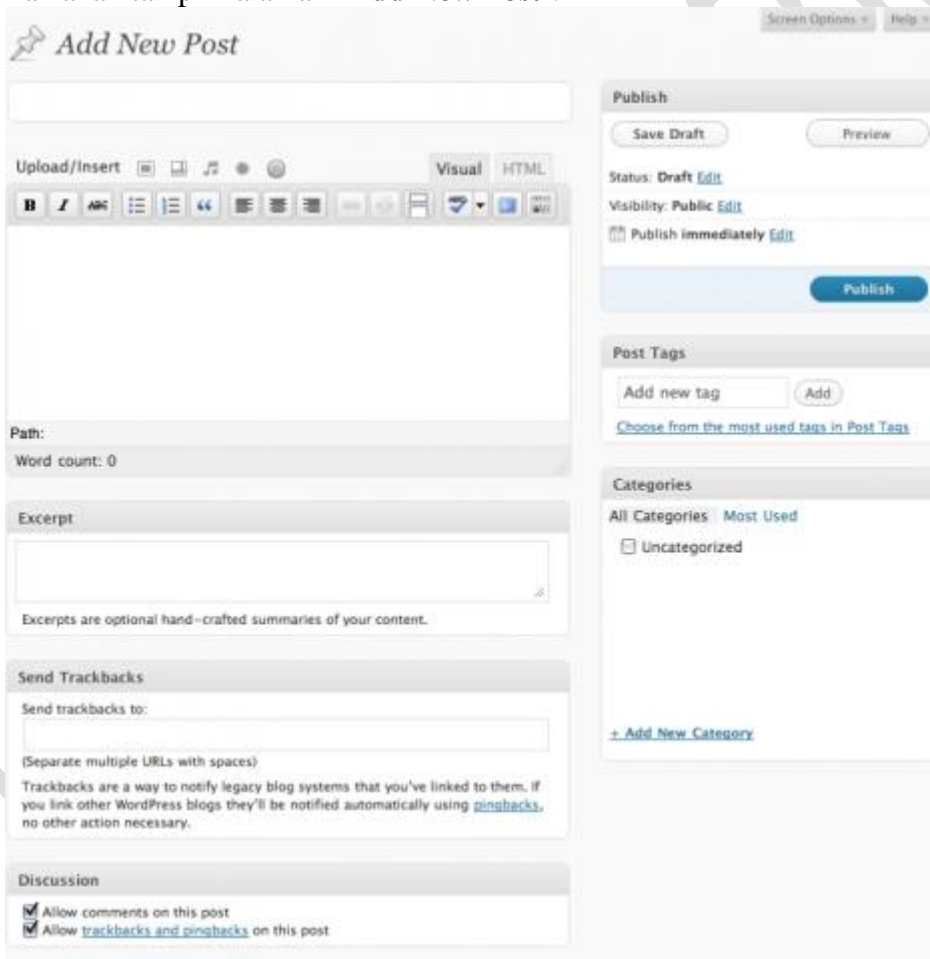 Screen Options
Help
Add New Post
Upload/Insert
Visual
HTML
B I ABC
Path:
Word count: 0
Excerpt
Excerpts are optional hand-crafted summaries of your content.
Send Trackbacks
Send trackbacks to:
(Separate multiple URLs with spaces)
Trackbacks are a way to notify legacy blog systems that you've linked to them. If
you link other WordPress blogs they'll be notified automatically using pingbacks,
no other action necessary.
Discussion
Allow comments on this post
Allow trackbacks and pingbacks on this post
Publish
Save Draft
Preview
Status: Draft Edit
Visibility: Public Edit
Publish immediately Edit
Publish
Post Tags
Add new tag
Add
Choose from the most used tags in Post Tags
Categories
All Categories Most Used
Uncategorized
+ Add New Category